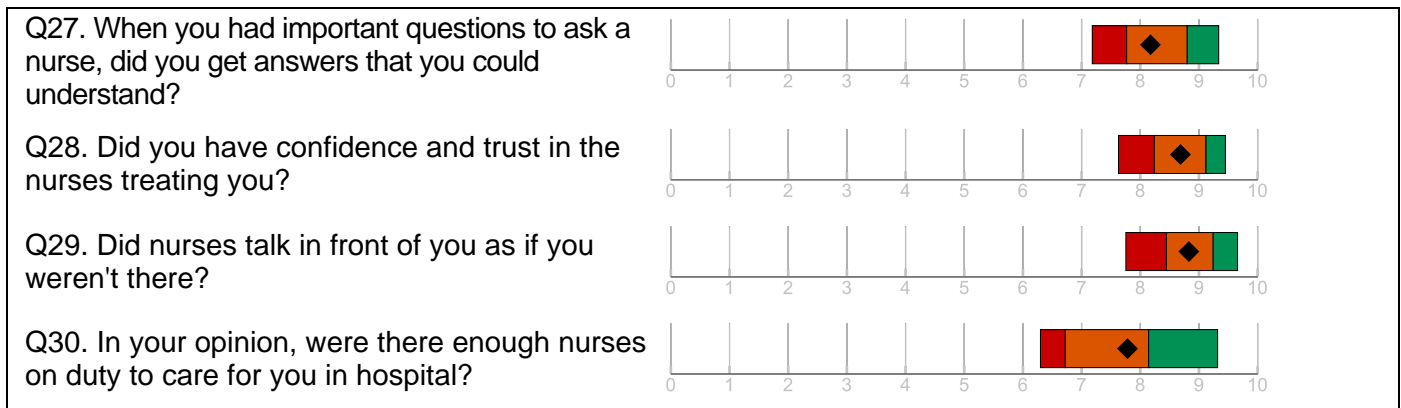 Q27. When you had important questions to ask a
nurse, did you get answers that you could
understand?
0 1 2 3 4 5 6 7 8 9 10
Q28. Did you have confidence and trust in the
nurses treating you?
0 1 2 3 4 5 6 7 8 9 10
Q29. Did nurses talk in front of you as if you
weren't there?
0 1 2 3 4 5 6 7 8 9 10
Q30. In your opinion, were there enough nurses
on duty to care for you in hospital?
0 1 2 3 4 5 6 7 8 9 10